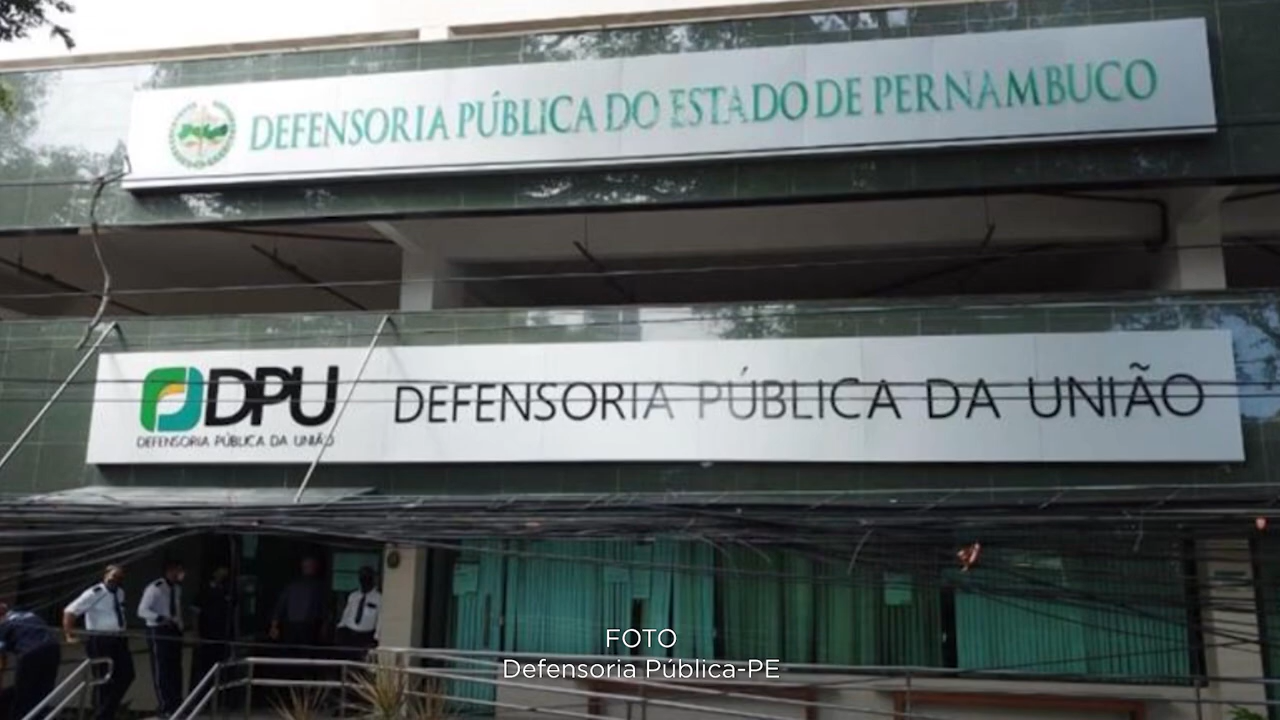 DEFENSORIA PÚBLICA DO ESTADO DE PERNAMBUCO
DPU
DEFENSORIA PÚBLICA DA UNIÃO
DEFENSORIA PÚBLICA DA UNIÃO
FOTO
Defensoria Pública-PE